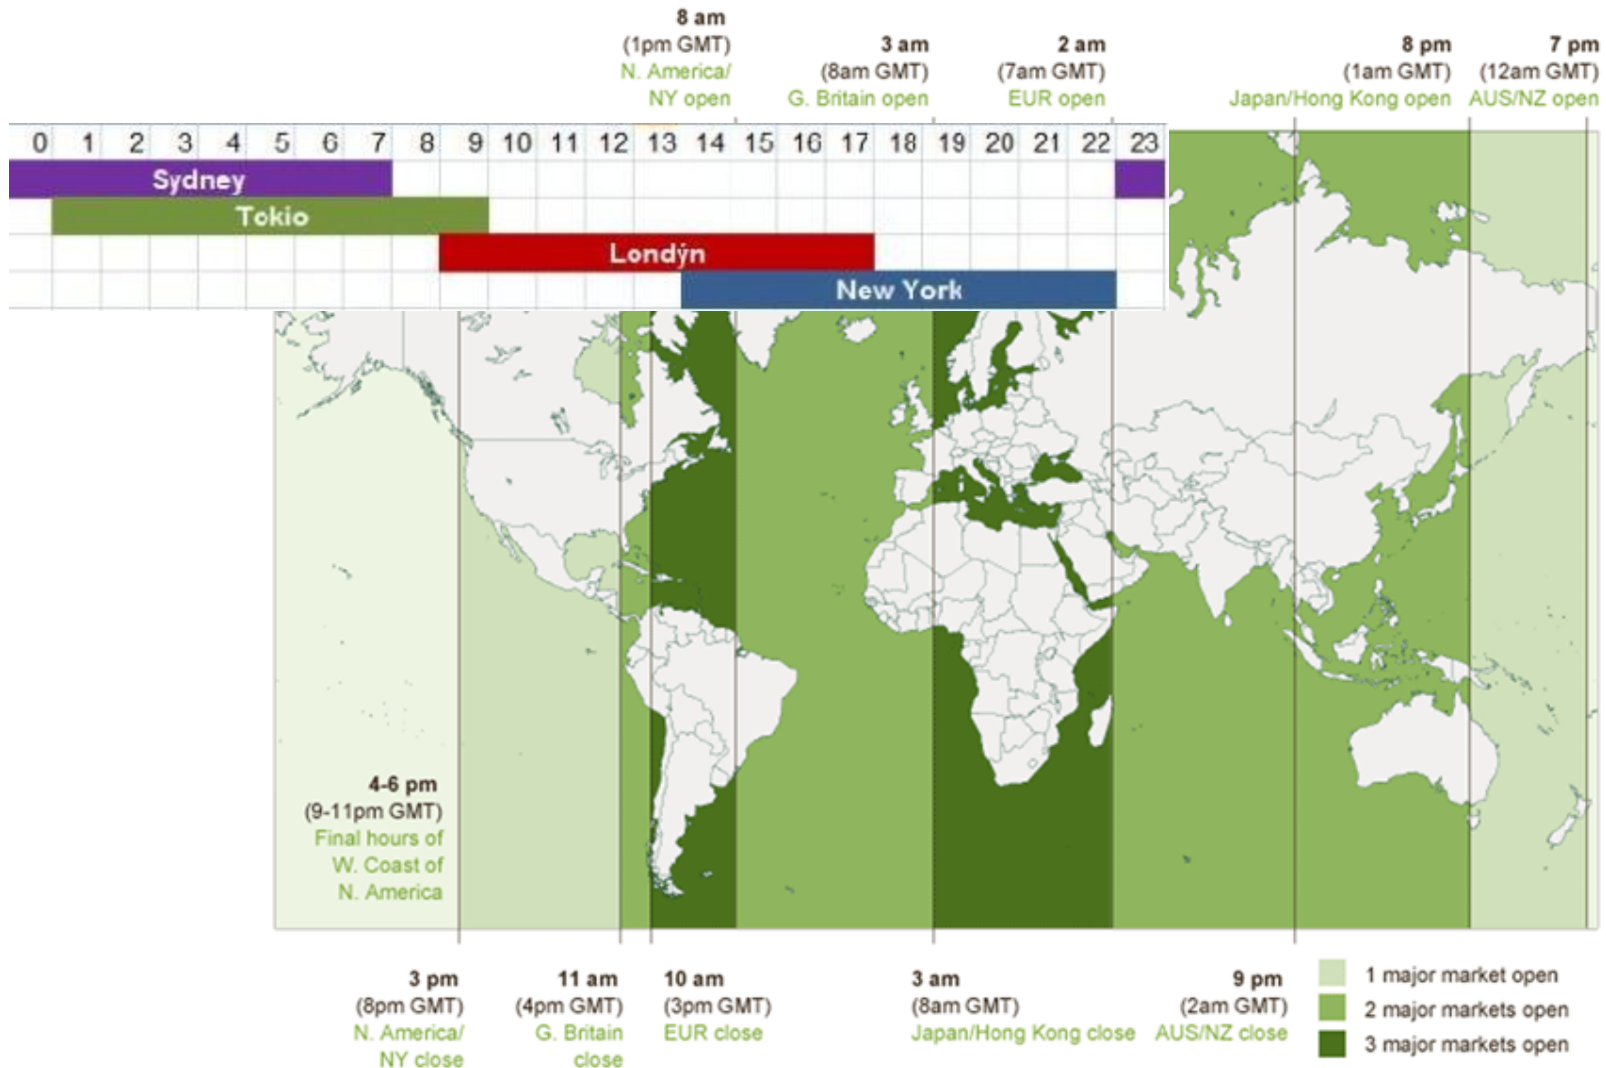 8 am
(1pm GMT)
N. America/
NY open
3 am
(8am GMT)
G. Britain open
2 am
(7am GMT)
EUR open
8 pm
(1am GMT)
Japan/Hong Kong open
7 pm
(12am GMT)
AUS/NZ open
0 1 2 3 4 5 6 7 8 9 10 11 12 13 14 15 16 17 18 19 20 21 22 23
Sydney
Tokio
Londýn
New York
4-6 pm
(9-11pm GMT)
Final hours of
W. Coast of
N. America
3 pm
(8pm GMT)
N. America/
NY close
11 am
(4pm GMT)
G. Britain
close
10 am
(3pm GMT)
EUR close
3 am
(8am GMT)
Japan/Hong Kong close
9 pm
(2am GMT)
AUS/NZ close
1 major market open
2 major markets open
3 major markets open